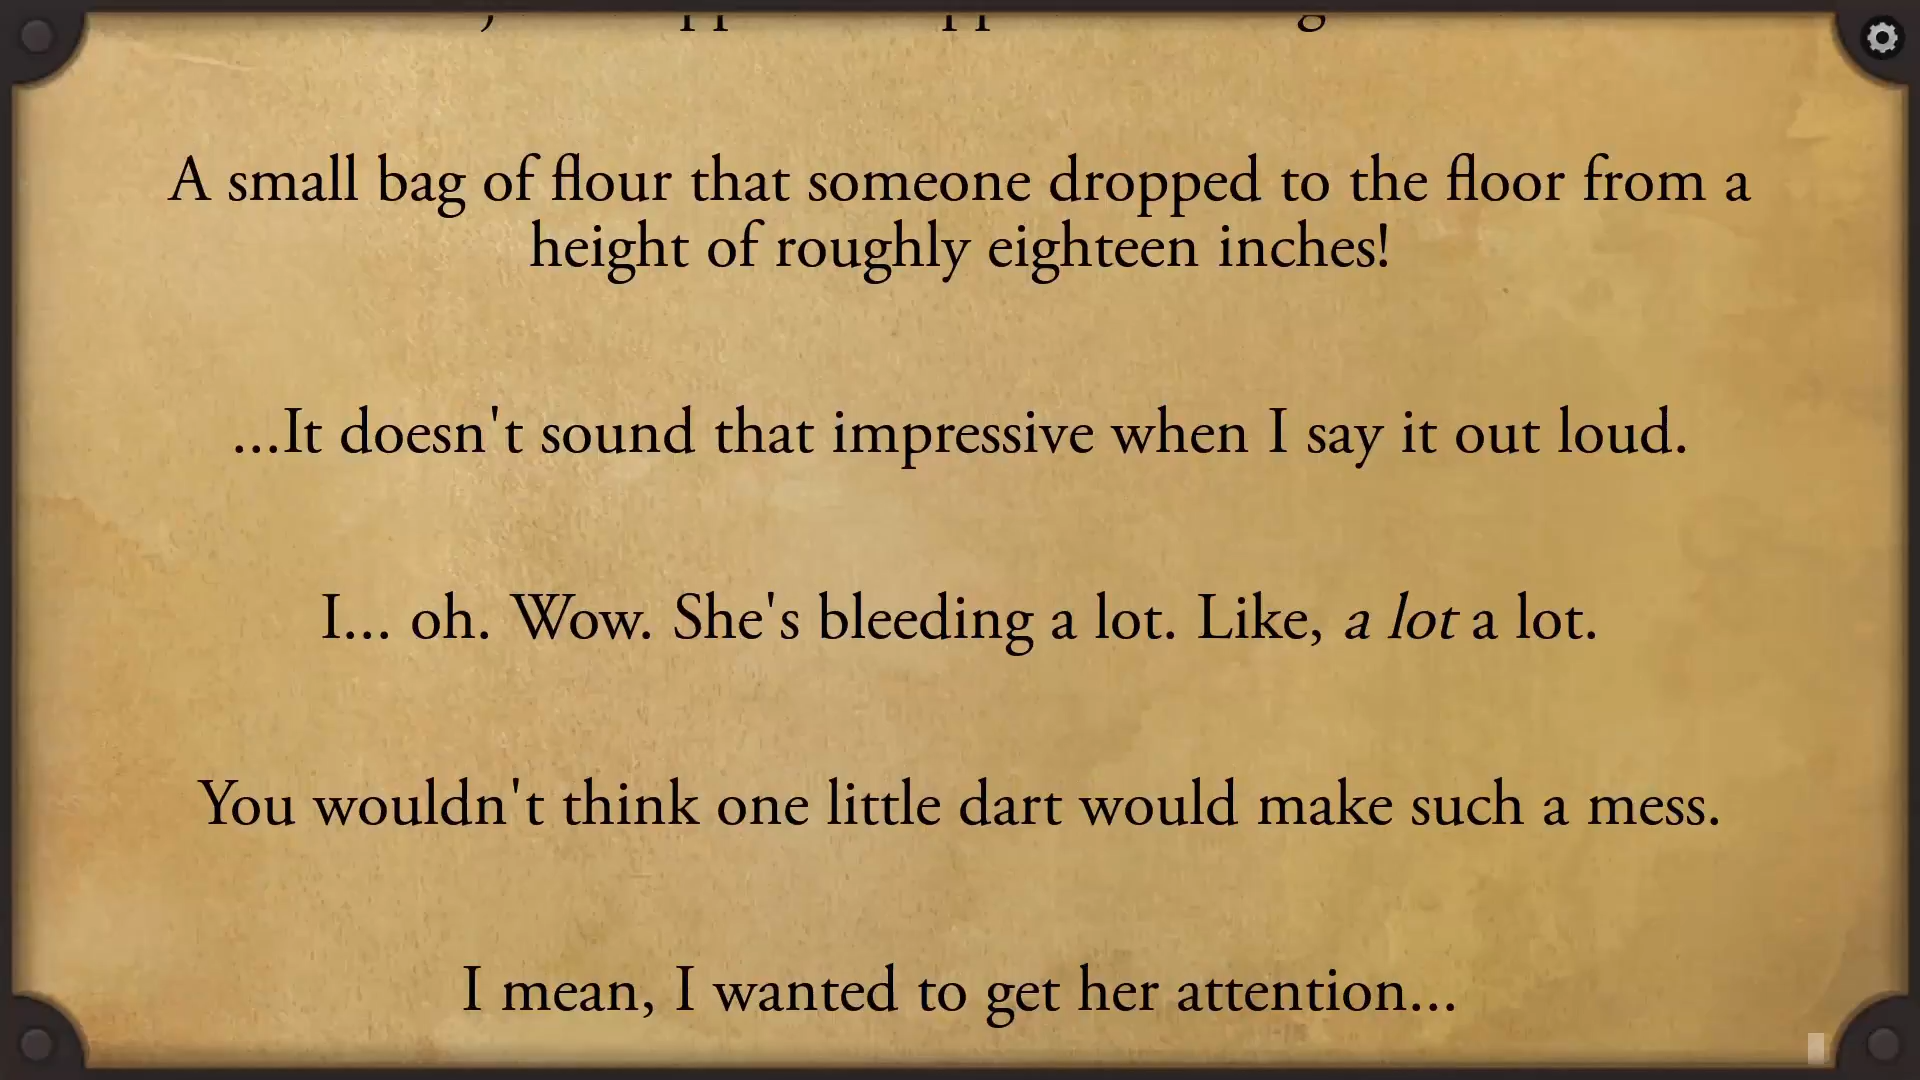 A small bag of flour that someone dropped to the floor from a
height of roughly eighteen inches!
...It doesn't sound that impressive when I say it out loud.
I... oh. Wow. She's bleeding a lot. Like, a lot a lot.
You wouldn't think one little dart would make such a mess.
I mean, I wanted to get her attention...